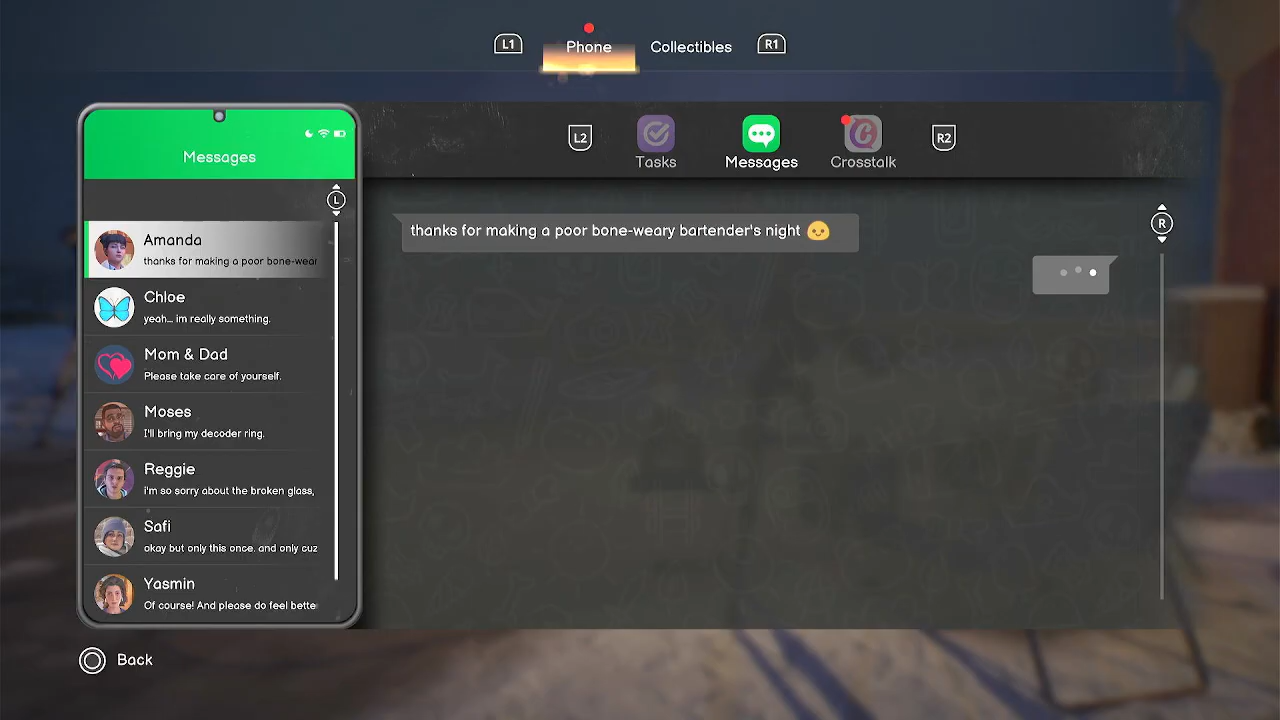 L1 Phone Collectibles R1
Messages
L2 Tasks Messages Crosstalk R2
L
Amanda
thanks for making a poor bone-wear
Chloe
yeah... im really something.
Mom & Dad
Please take care of yourself.
Moses
I'll bring my decoder ring.
Reggie
i'm so sorry about the broken glass,
Safi
okay but only this once. and only cuz
Yasmin
Of course! And please do feel bette
thanks for making a poor bone-weary bartender's night
R
Back